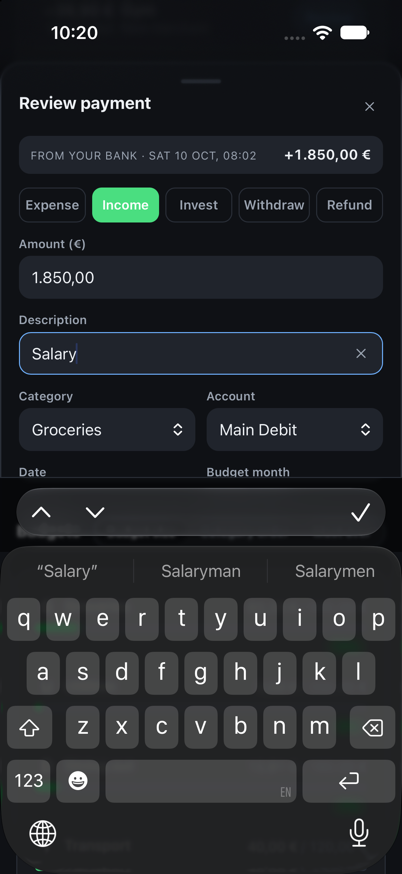 10:20
Review payment
FROM YOUR BANK · SAT 10 OCT, 08:02 +1.850,00 €
Expense Income Invest Withdraw Refund
Amount (€)
1.850,00
Description
Salary
Category Account
Groceries Main Debit
Date Budget month
“Salary” Salaryman Salarymen
q w e r t y u i o p
a s d f g h j k l
z x c v b n m
123 EN